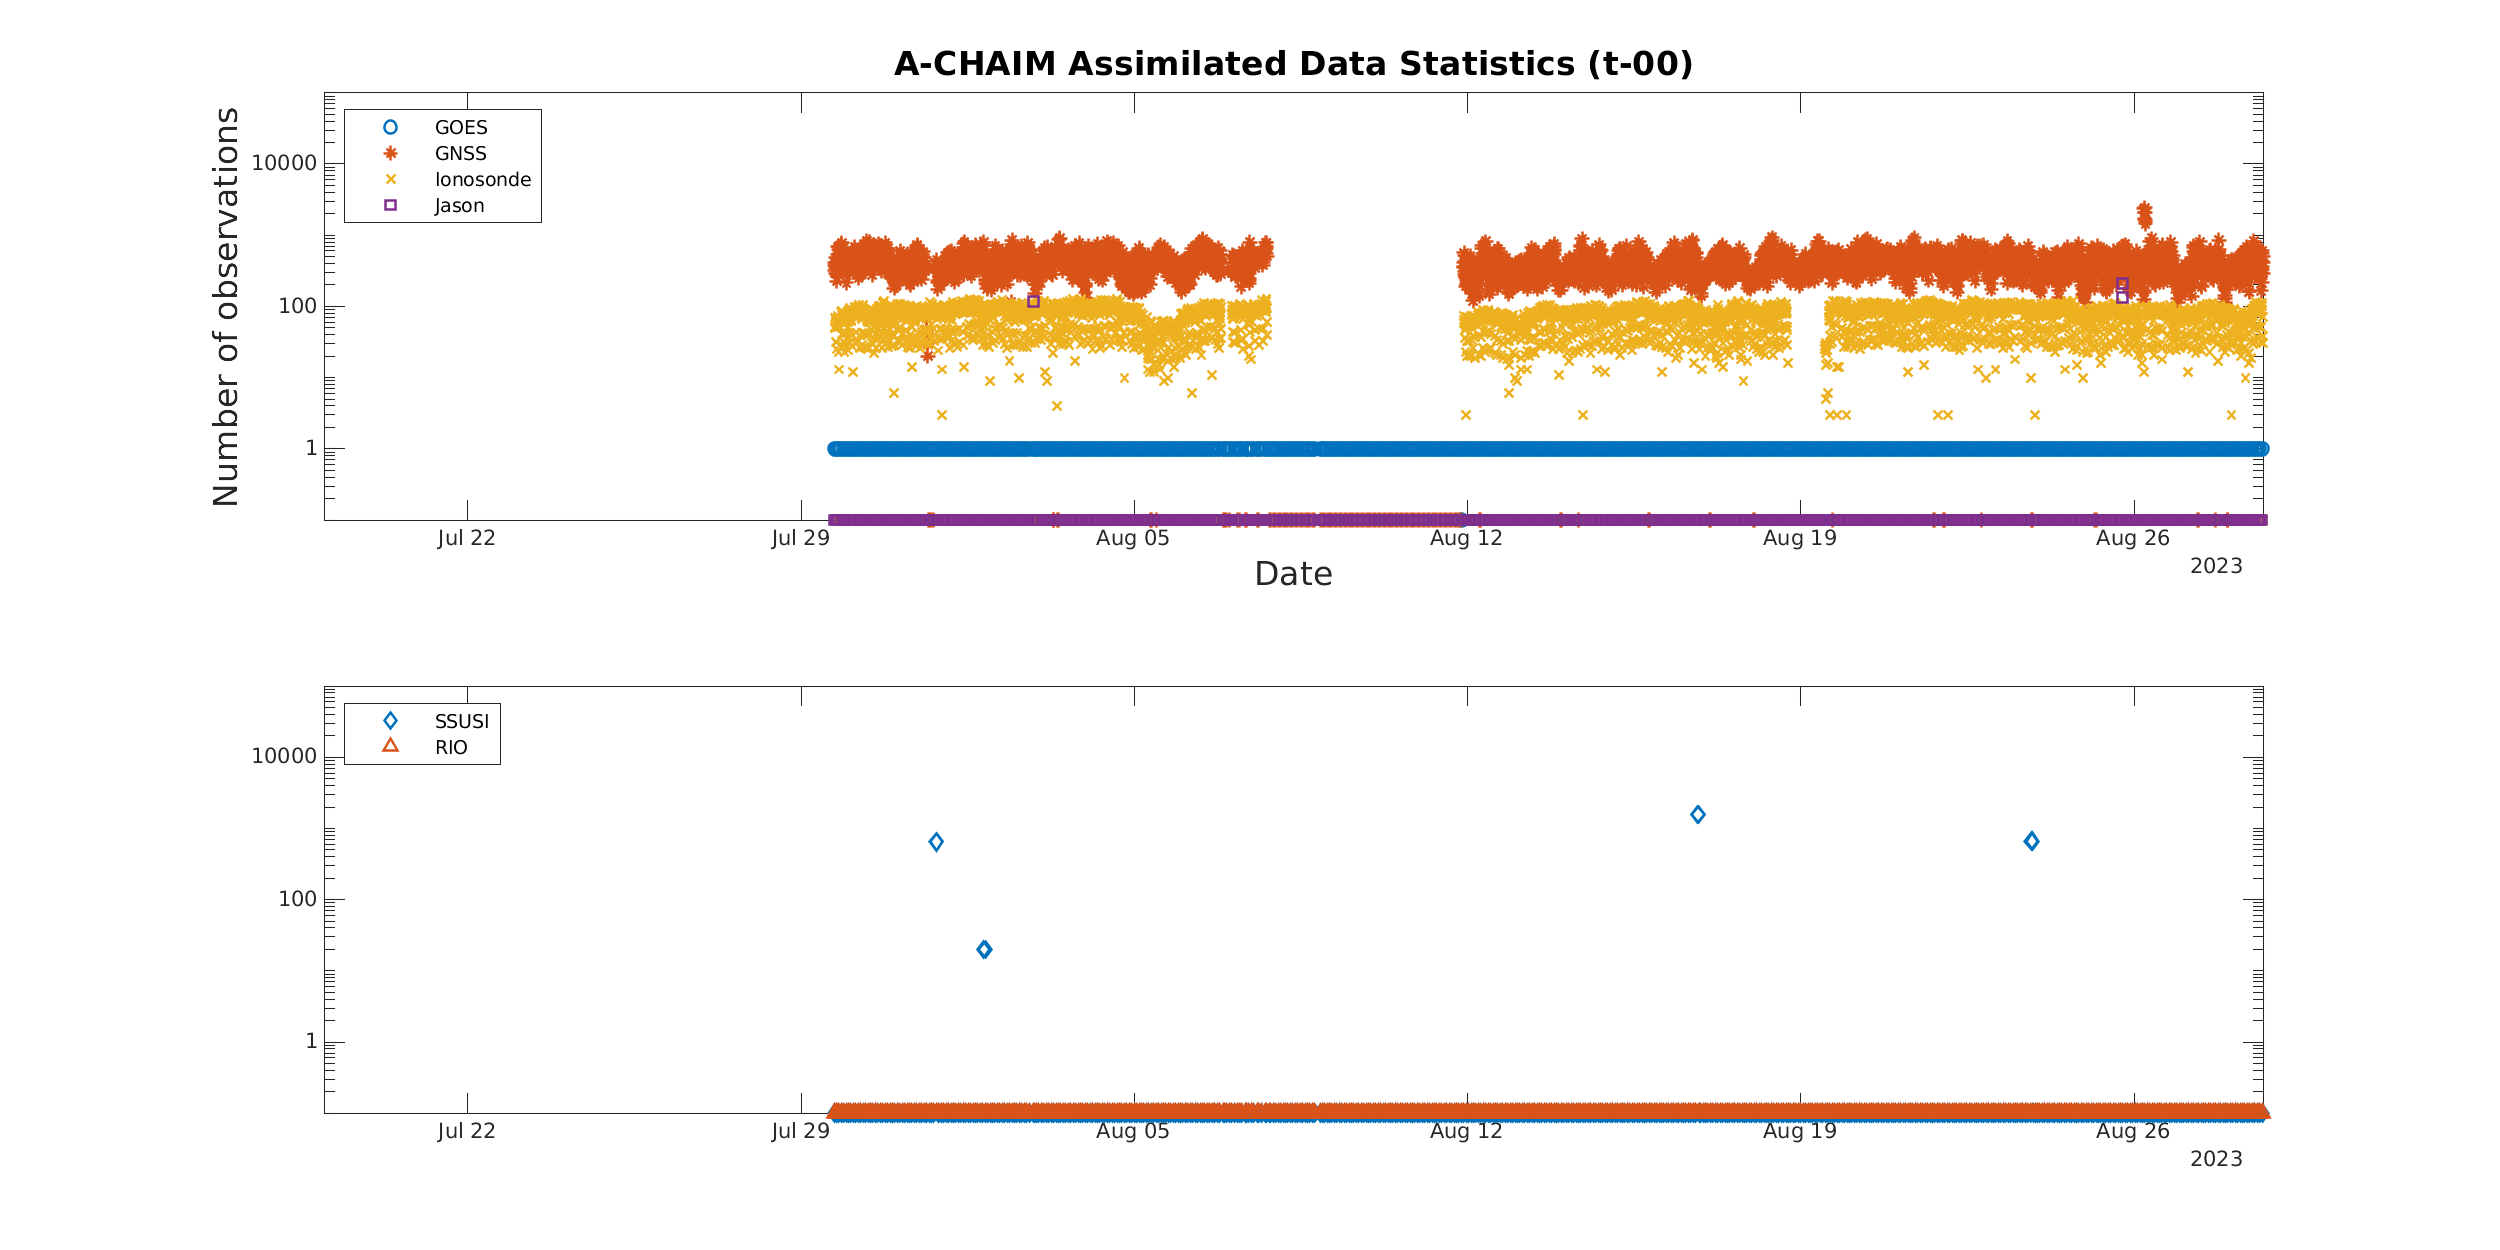 A-CHAIM Assimilated Data Statistics (t-00)
Number of observations
10000
100
1
GOES
GNSS
Ionosonde
Jason
Jul 22
Jul 29
Aug 05
Aug 12
Aug 19
Aug 26
2023
Date
10000
100
1
SSUSI
RIO
Jul 22
Jul 29
Aug 05
Aug 12
Aug 19
Aug 26
2023